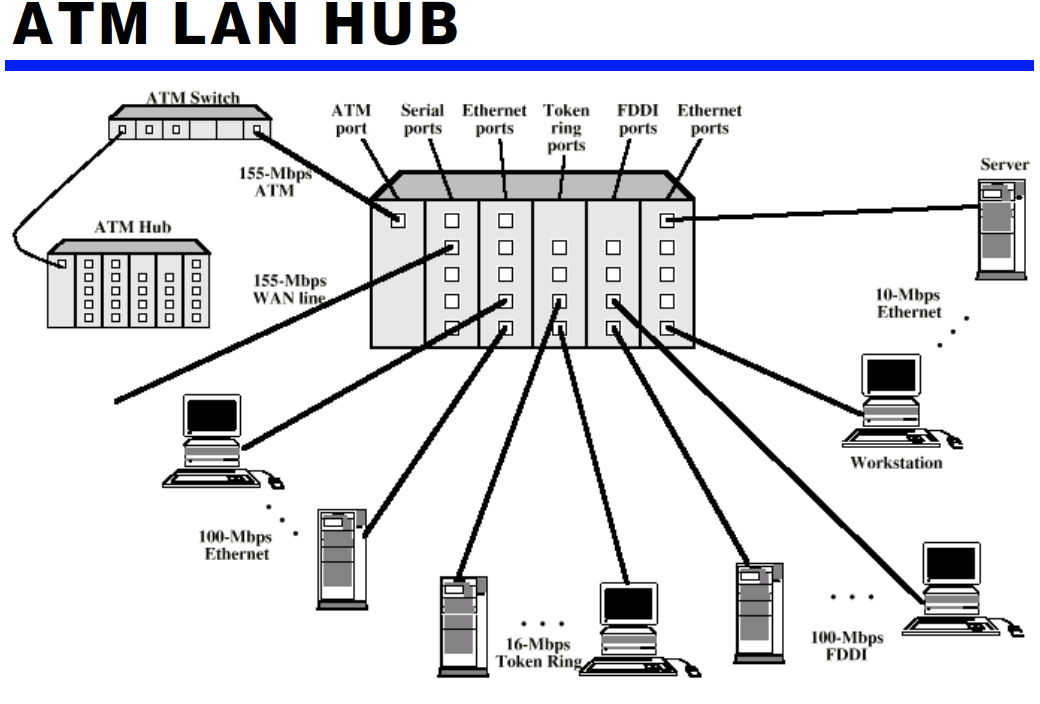 ATM LAN HUB
ATM Switch
ATM
port
Serial
ports
Ethernet
ports
Token
ring
ports
FDDI
ports
Ethernet
ports
Server
155-Mbps
ATM
ATM Hub
155-Mbps
WAN line
10-Mbps
Ethernet
Workstation
100-Mbps
Ethernet
16-Mbps
Token Ring
100-Mbps
FDDI